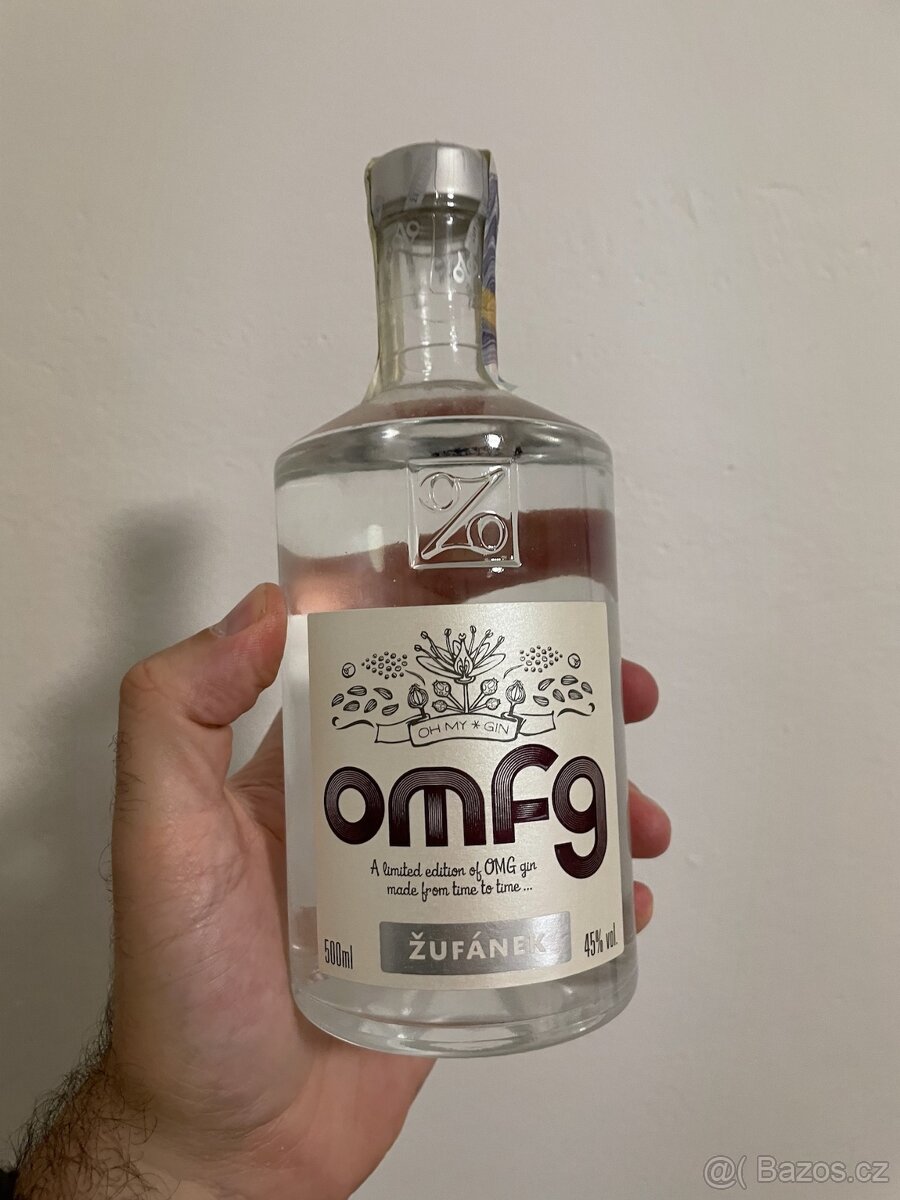 OH MY * GIN
omfg
A limited edition of OMG gin
made from time to time ...
500ml
ŽUFÁNEK
45% vol.
@( Bazos.cz